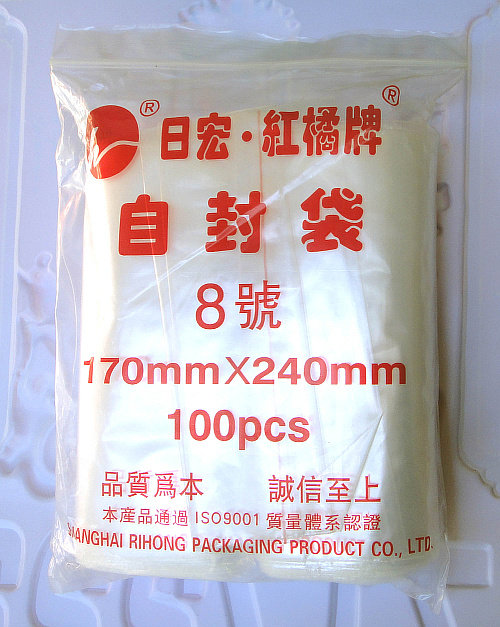 ® 日宏·紅橘牌 ®
自封袋
8號
170mmX240mm
100pcs
品質爲本 誠信至上
本産品通過 ISO9001 質量體系認證
SHANGHAI RIHONG PACKAGING PRODUCT CO., LTD.